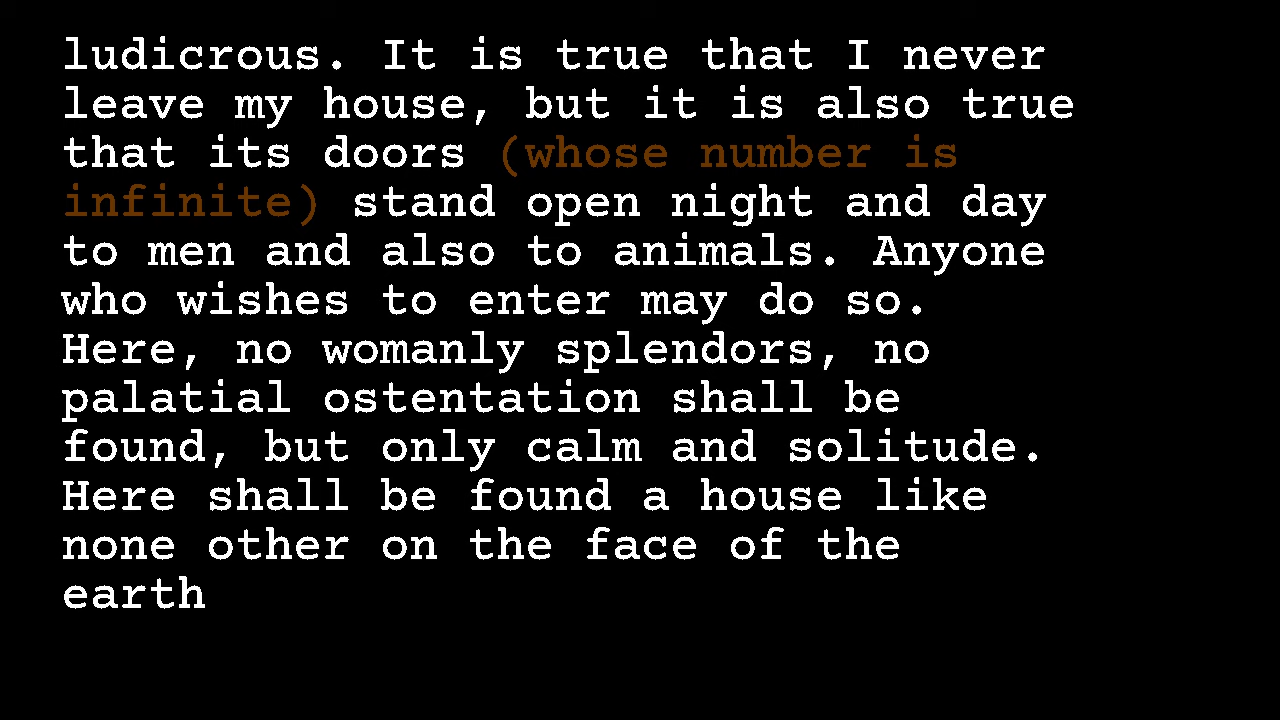 ludicrous. It is true that I never
leave my house, but it is also true
that its doors (whose number is
infinite) stand open night and day
to men and also to animals. Anyone
who wishes to enter may do so.
Here, no womanly splendors, no
palatial ostentation shall be
found, but only calm and solitude.
Here shall be found a house like
none other on the face of the
earth